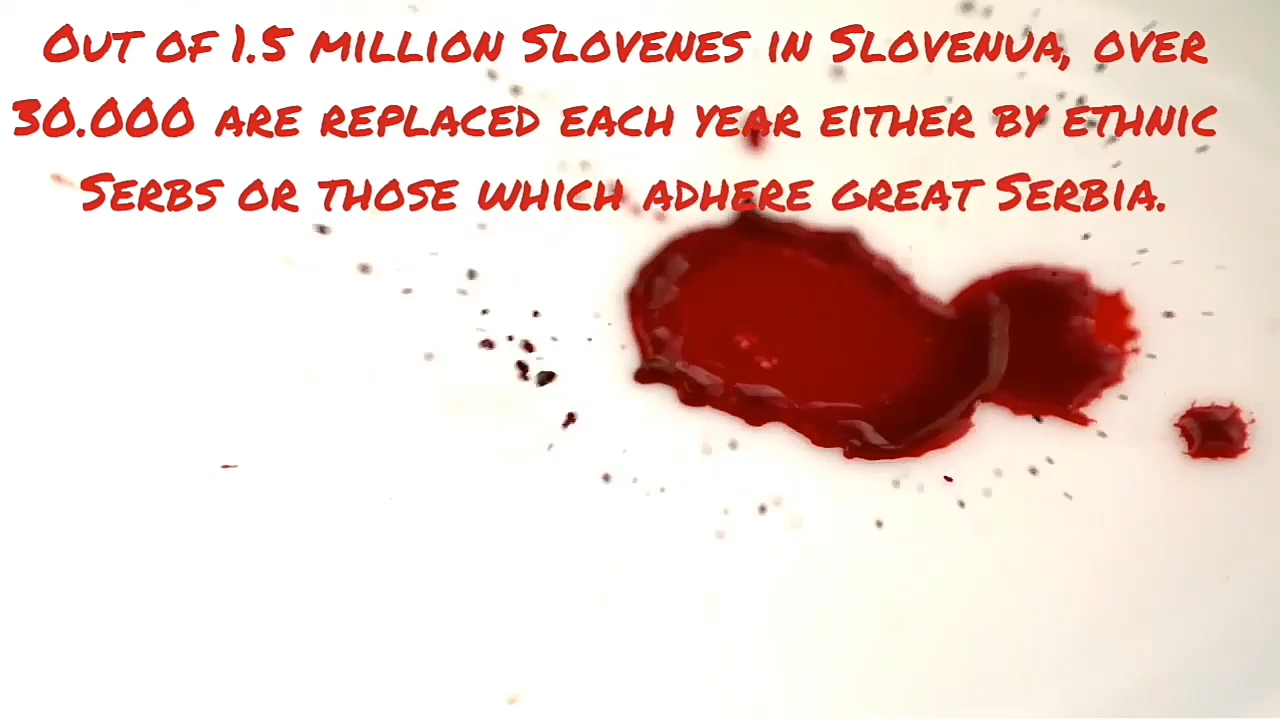 Out of 1.5 million Slovenes in Slovenua, over
30.000 are replaced each year either by ethnic
Serbs or those which adhere great Serbia.